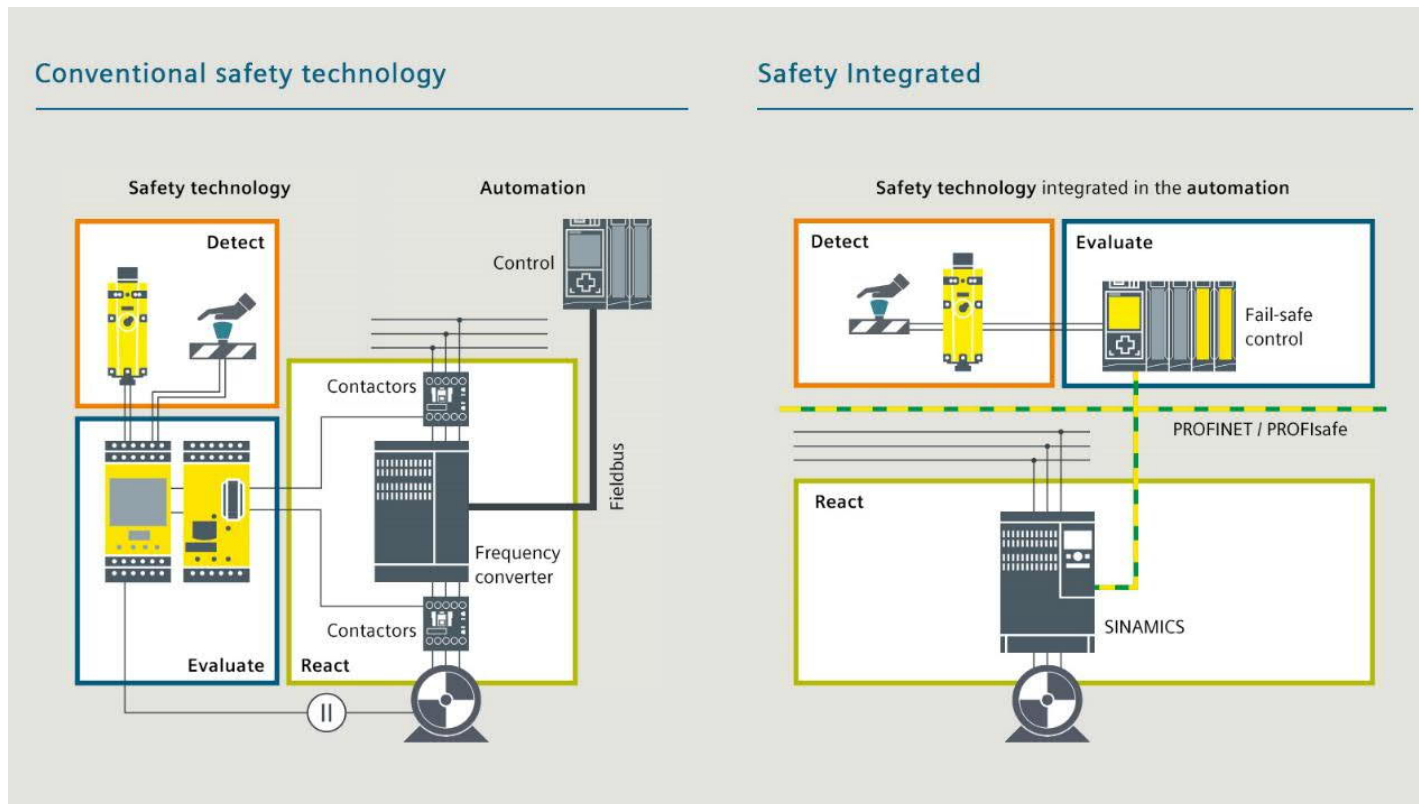 Conventional safety technology
Safety technology
Automation
Detect
Control
Contactors
Fieldbus
Frequency
converter
Contactors
Evaluate
React
Safety Integrated
Safety technology integrated in the automation
Detect
Evaluate
Fail-safe
control
PROFINET / PROFIsafe
React
SINAMICS